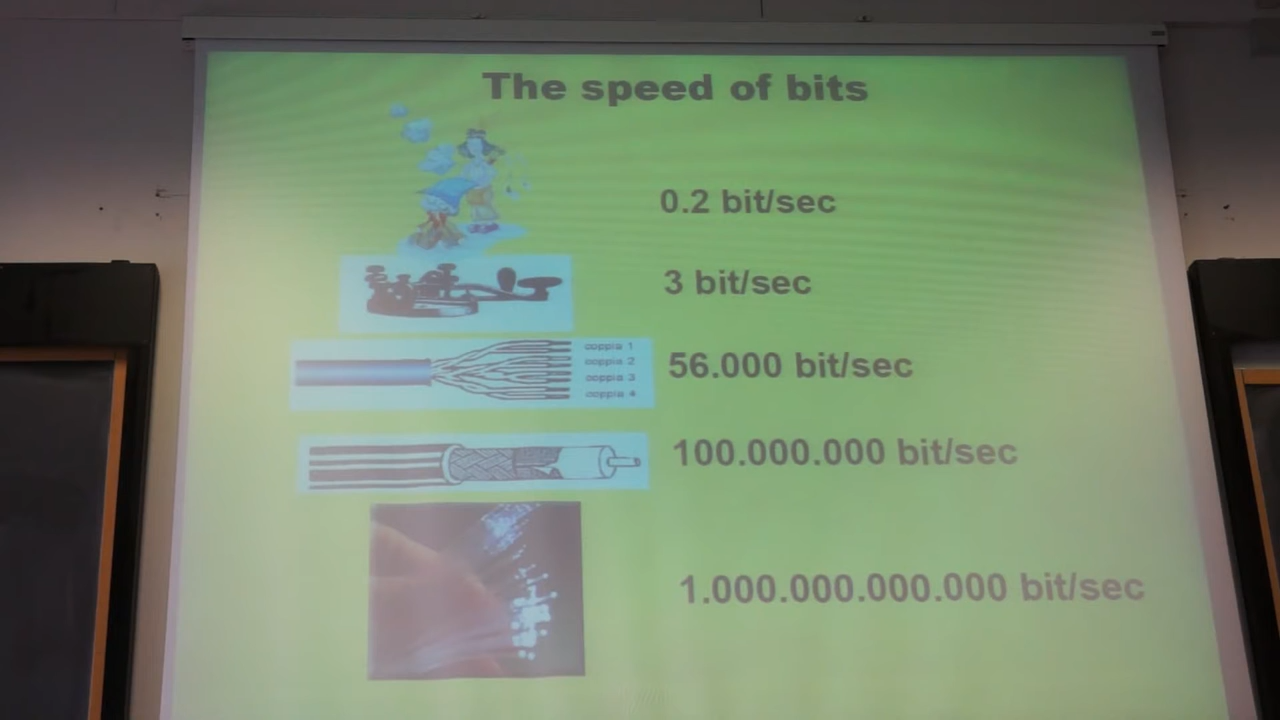 The speed of bits
0.2 bit/sec
3 bit/sec
coppia 1
coppia 2
coppia 3
coppia 4
56.000 bit/sec
100.000.000 bit/sec
1.000.000.000.000 bit/sec